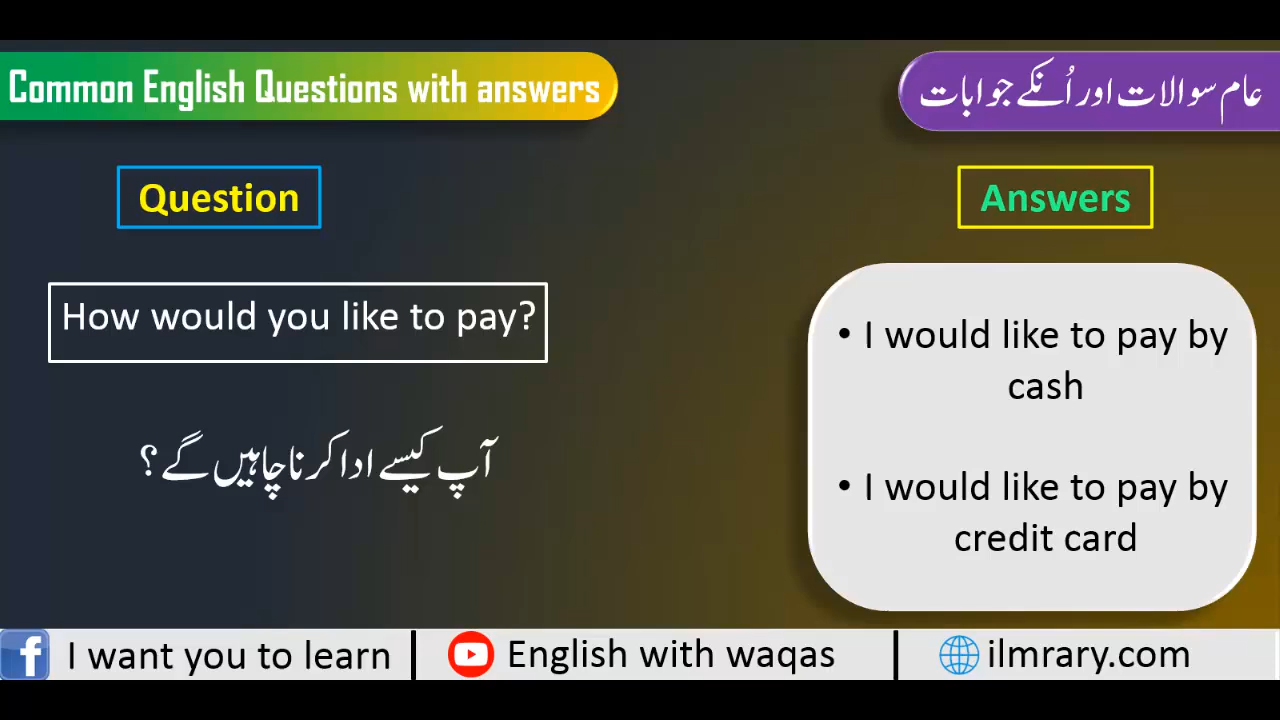 Common English Questions with answers
عام سوالات اور اُنکے جوابات
Question
Answers
How would you like to pay?
آپ کیسے ادا کرنا چاہیں گے؟
• I would like to pay by
cash
• I would like to pay by
credit card
f I want you to learn
English with waqas
ilmrary.com